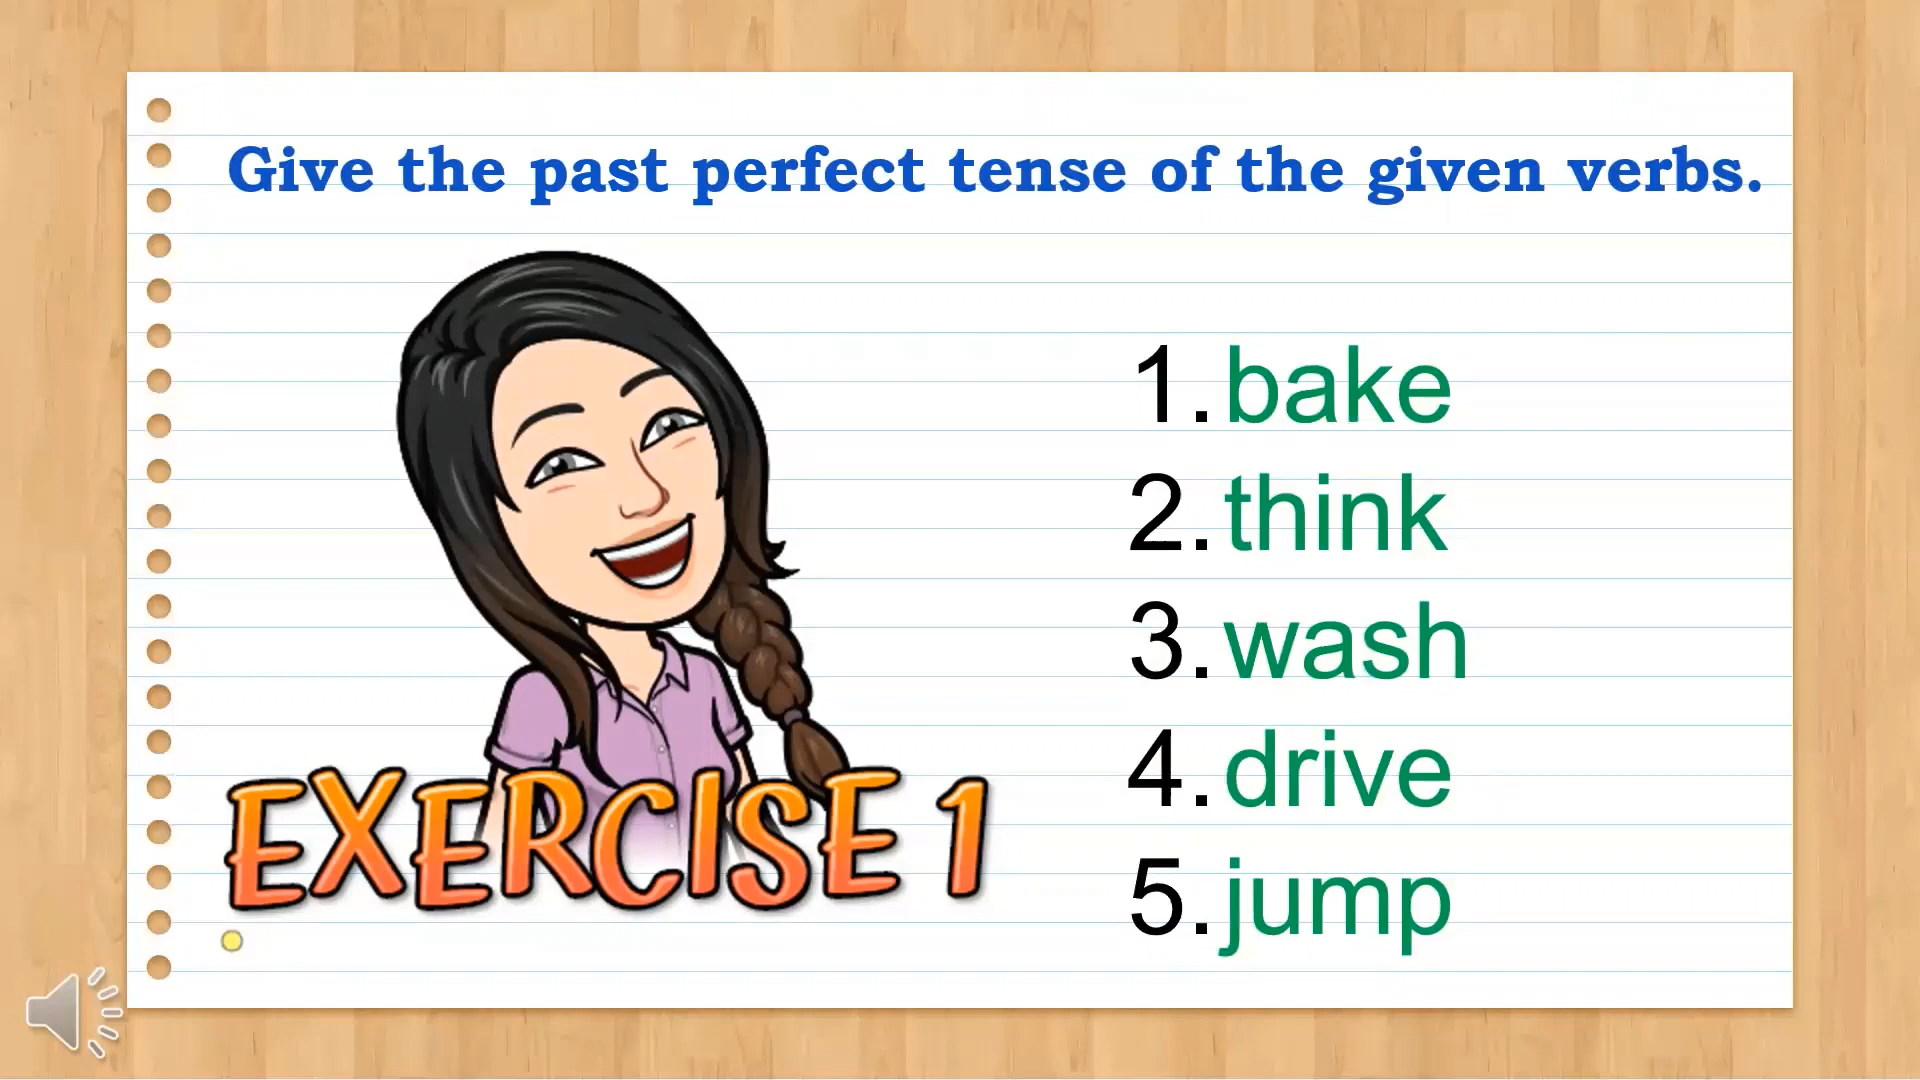 Give the past perfect tense of the given verbs.
1. bake
2. think
3. wash
4. drive
5. jump
EXERCISE 1